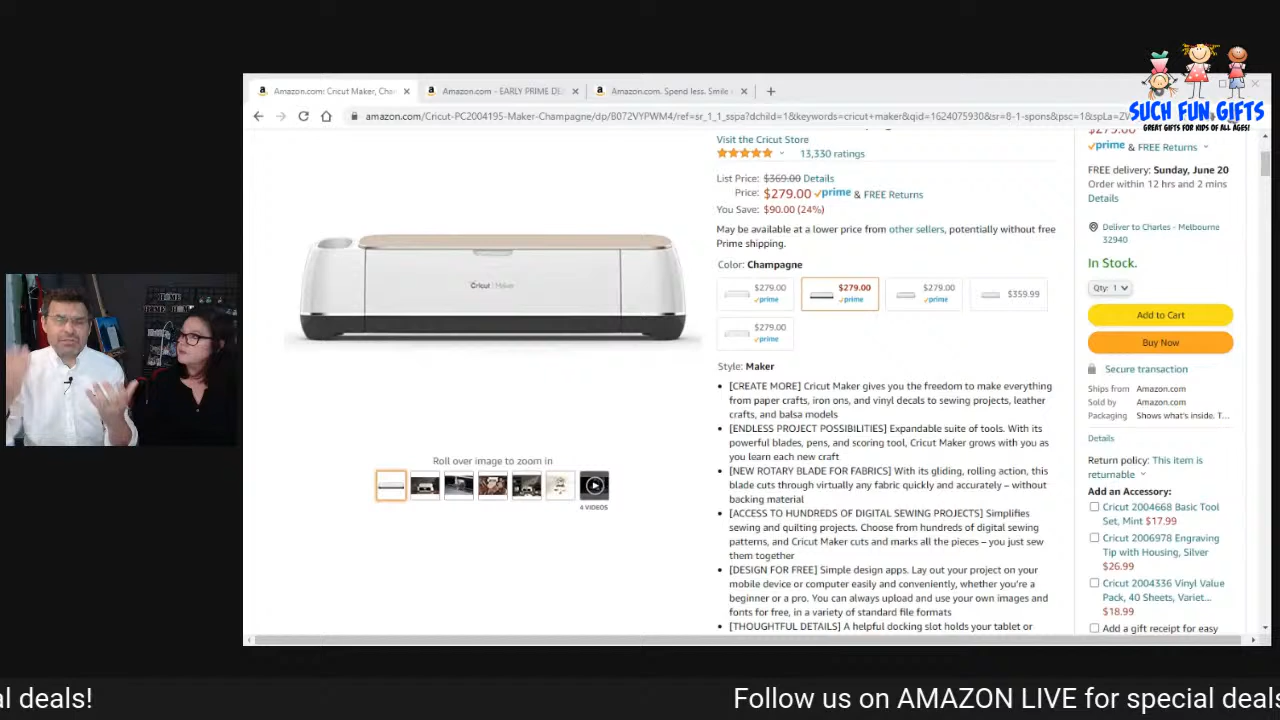 Amazon.com: Cricut Maker, Chan
Amazon.com - EARLY PRIME DE
Amazon.com. Spend less. Smile
amazon.com/Cricut-PC2004195-Maker-Champagne/dp/B072VYPWM4/ref=sr_1_1_sspa?dchild=1&keywords=cricut+maker&qid=1624075930&sr=8-1-spons&psc=1&spLa=ZV
SUCH FUN GIFTS
GREAT GIFTS FOR KIDS OF ALL AGES!
Visit the Cricut Store
13,330 ratings
List Price: $369.00 Details
Price: $279.00 prime & FREE Returns
You Save: $90.00 (24%)
May be available at a lower price from other sellers, potentially without free
Prime shipping.
Color: Champagne
$279.00 prime
$279.00 prime
$279.00 prime
$359.99
$279.00 prime
Style: Maker
[CREATE MORE] Cricut Maker gives you the freedom to make everything
from paper crafts, iron ons, and vinyl decals to sewing projects, leather
crafts, and balsa models
[ENDLESS PROJECT POSSIBILITIES] Expandable suite of tools. With its
powerful blades, pens, and scoring tool, Cricut Maker grows with you as
you learn each new craft
[NEW ROTARY BLADE FOR FABRICS] With its gliding, rolling action, this
blade cuts through virtually any fabric quickly and accurately – without
backing material
[ACCESS TO HUNDREDS OF DIGITAL SEWING PROJECTS] Simplifies
sewing and quilting projects. Choose from hundreds of digital sewing
patterns, and Cricut Maker cuts and marks all the pieces – you just sew
them together
[DESIGN FOR FREE] Simple design apps. Lay out your project on your
mobile device or computer easily and conveniently, whether you're a
beginner or a pro. You can always upload and use your own images and
fonts for free, in a variety of standard file formats
[THOUGHTFUL DETAILS] A helpful docking slot holds your tablet or
Cricut Maker
Roll over image to zoom in
4 VIDEOS
$279.00
prime & FREE Returns
FREE delivery: Sunday, June 20
Order within 12 hrs and 2 mins
Details
Deliver to Charles - Melbourne
32940
In Stock.
Qty: 1
Add to Cart
Buy Now
Secure transaction
Ships from Amazon.com
Sold by Amazon.com
Packaging Shows what's inside. T...
Details
Return policy: This item is
returnable
Add an Accessory:
Cricut 2004668 Basic Tool
Set, Mint $17.99
Cricut 2006978 Engraving
Tip with Housing, Silver
$26.99
Cricut 2004336 Vinyl Value
Pack, 40 Sheets, Variet...
$18.99
Add a gift receipt for easy
al deals!
Follow us on AMAZON LIVE for special deals